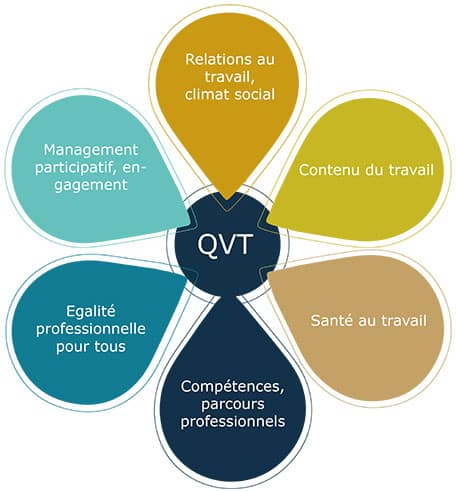 Relations au
travail,
climat social
Contenu du travail
Santé au travail
Compétences,
parcours
professionnels
Egalité
professionnelle
pour tous
Management
participatif, en-
gagement
QVT